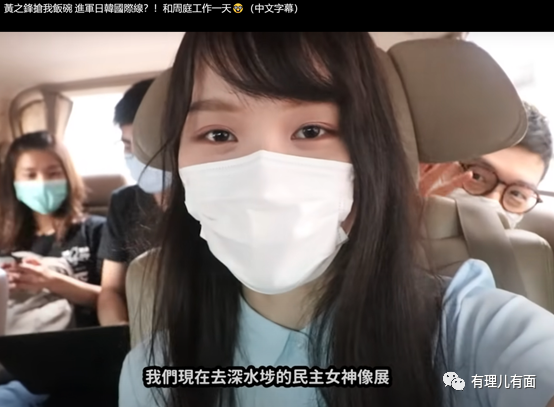 黃之鋒搶我飯碗 進軍日韓國際線?! 和周庭工作一天🤓 (中文字幕)
我們現在去深水埗的民主女神像展
有理儿有面